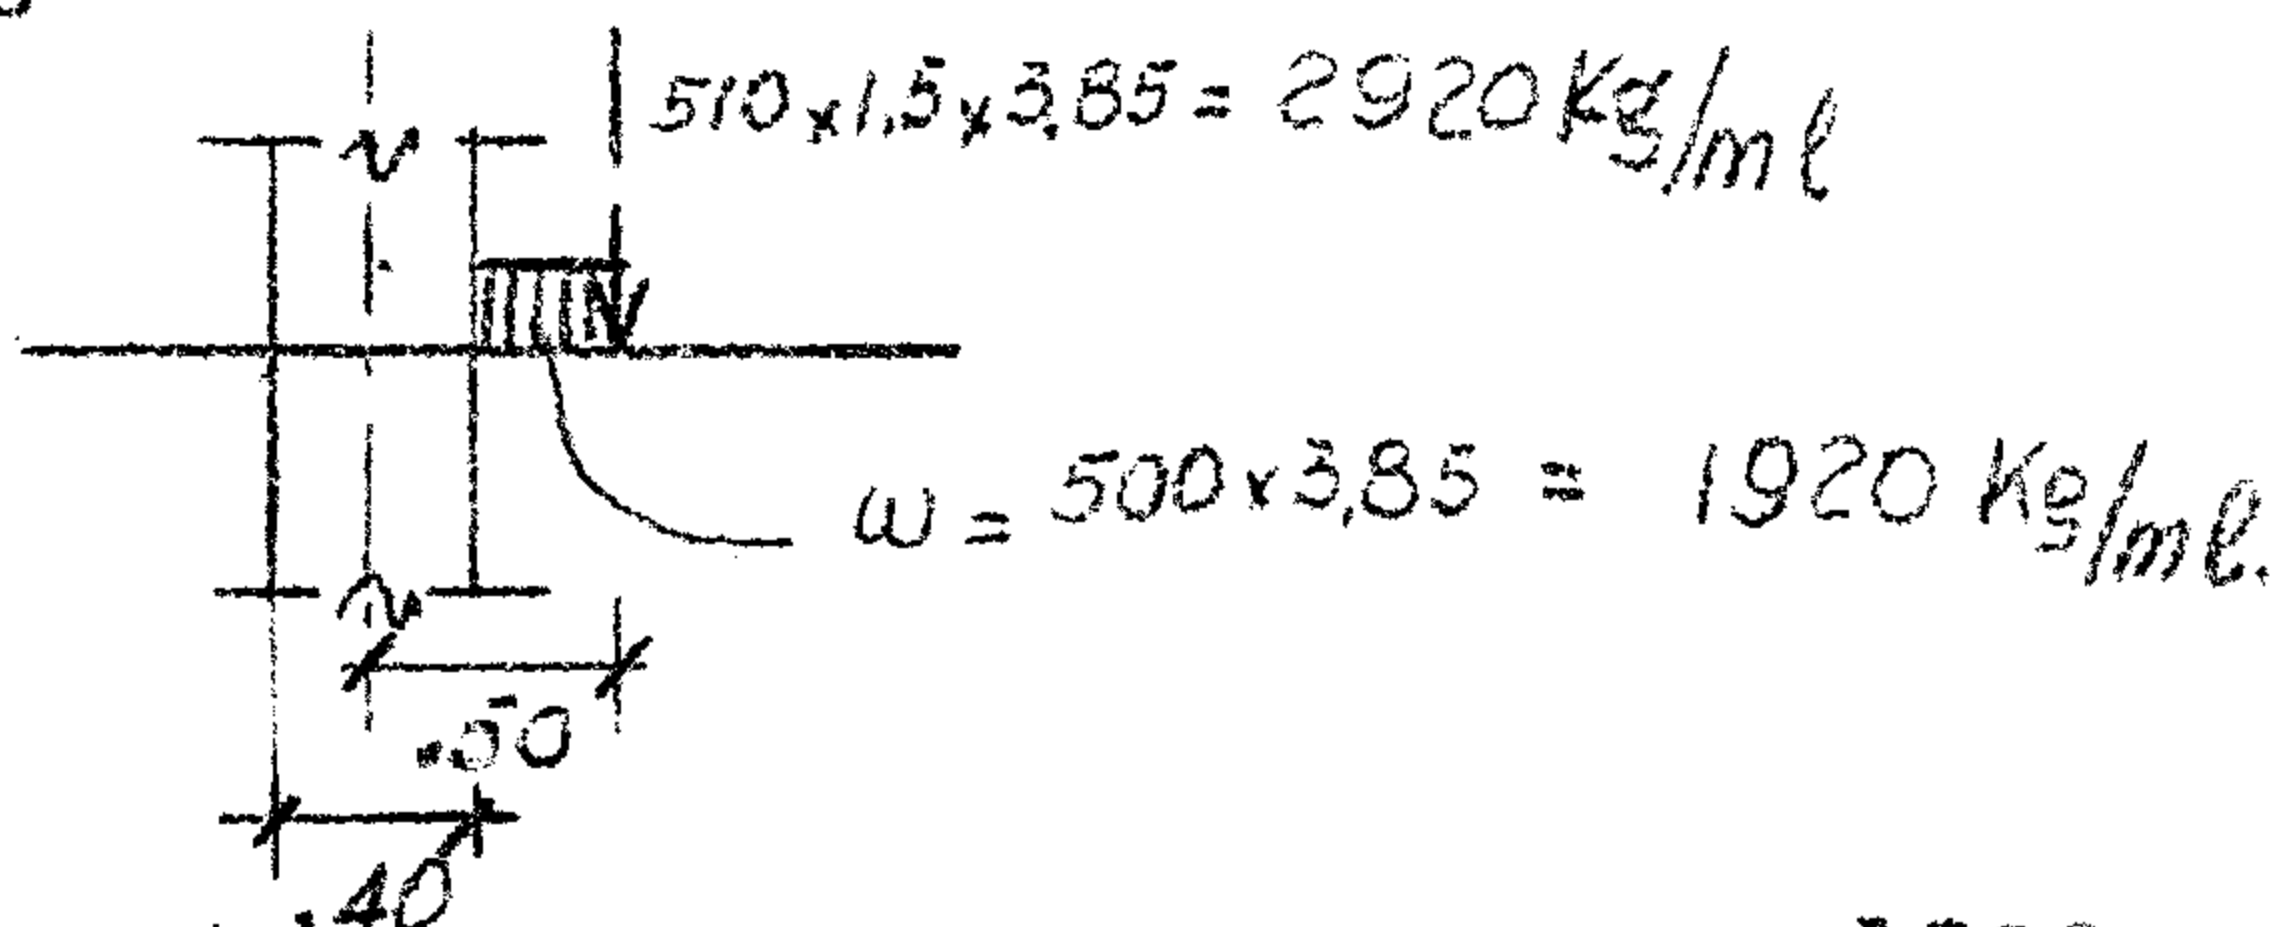 510x1.5x3.85 = 2920 Kg/ml
ω = 500x3,85 = 1920 Kg/ml.
.50
.40